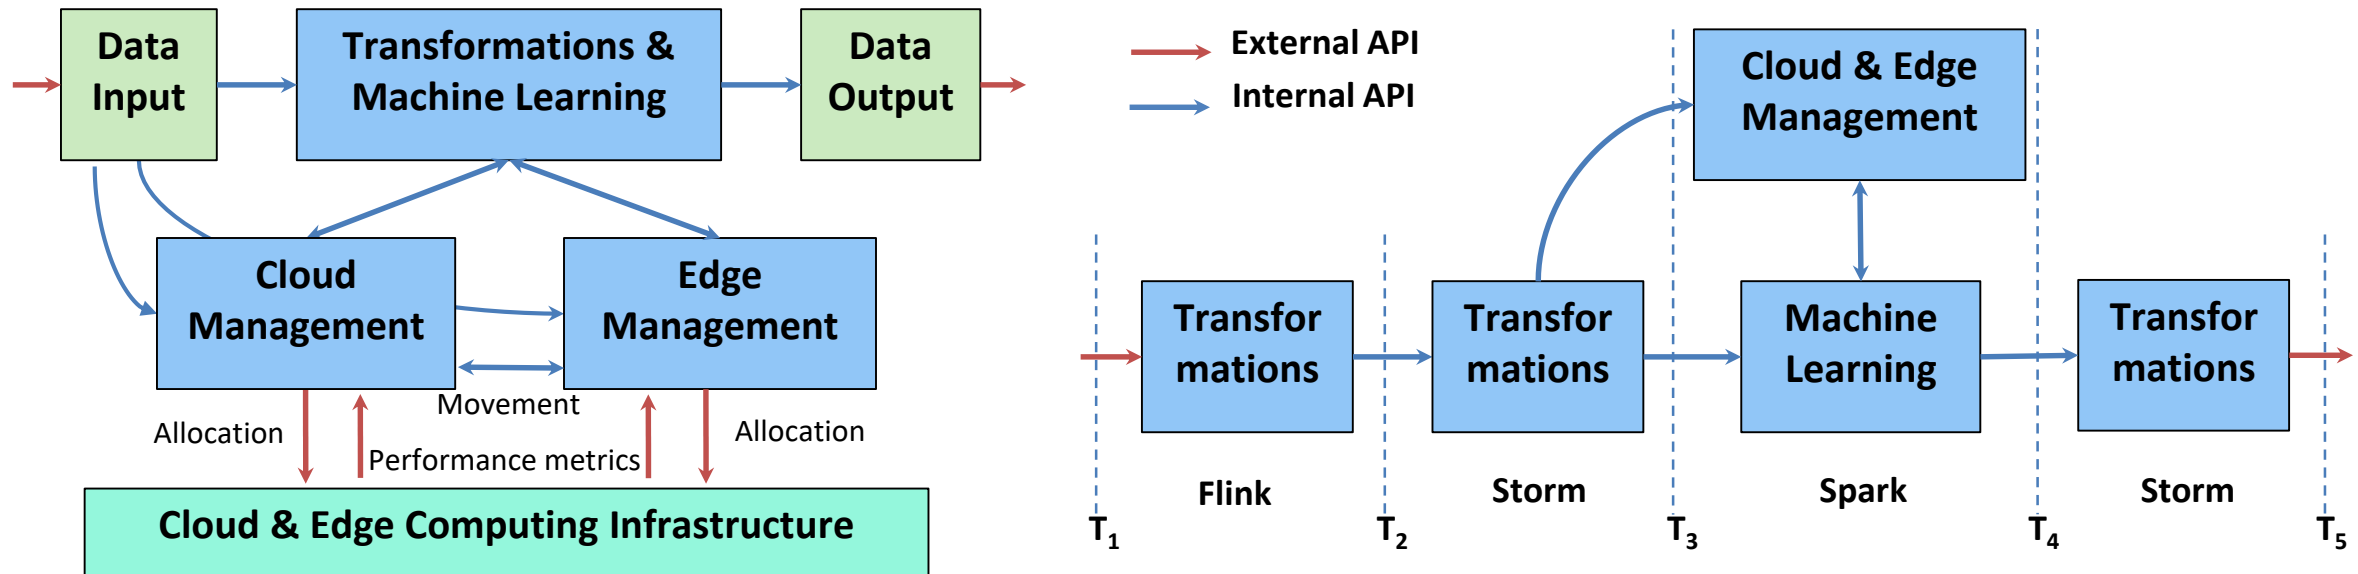 Data
Input
Transformations &
Machine Learning
Data
Output
Cloud
Management
Edge
Management
Movement
Allocation
Allocation
Performance metrics
Cloud & Edge Computing Infrastructure
External API
Internal API
Cloud & Edge
Management
Transfor
mations
Transfor
mations
Machine
Learning
Transfor
mations
Flink
Storm
Spark
Storm
T1
T2
T3
T4
T5